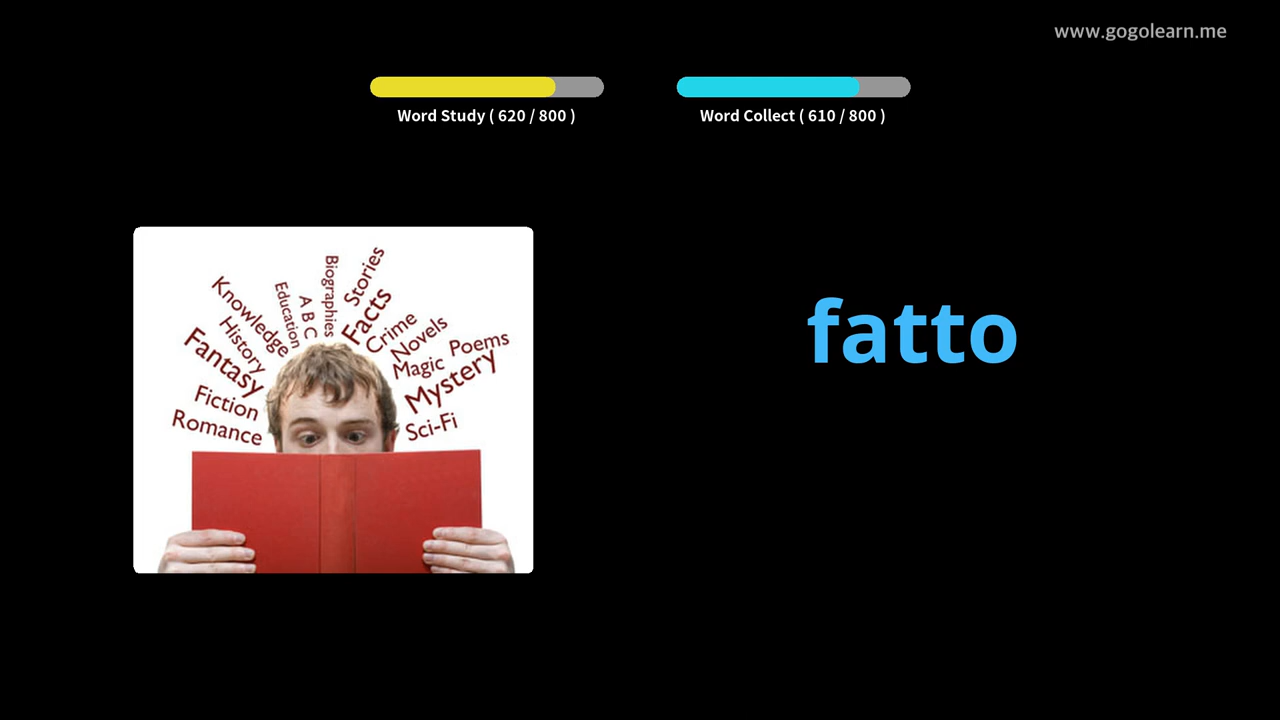 www.gogolearn.me
Word Study ( 620 / 800 )
Word Collect ( 610 / 800 )
Biographies
Stories
Education
A B C
Facts
Knowledge
Crime
History
Novels
Poems
Fantasy
Magic
Mystery
Fiction
Romance
Sci-Fi
fatto